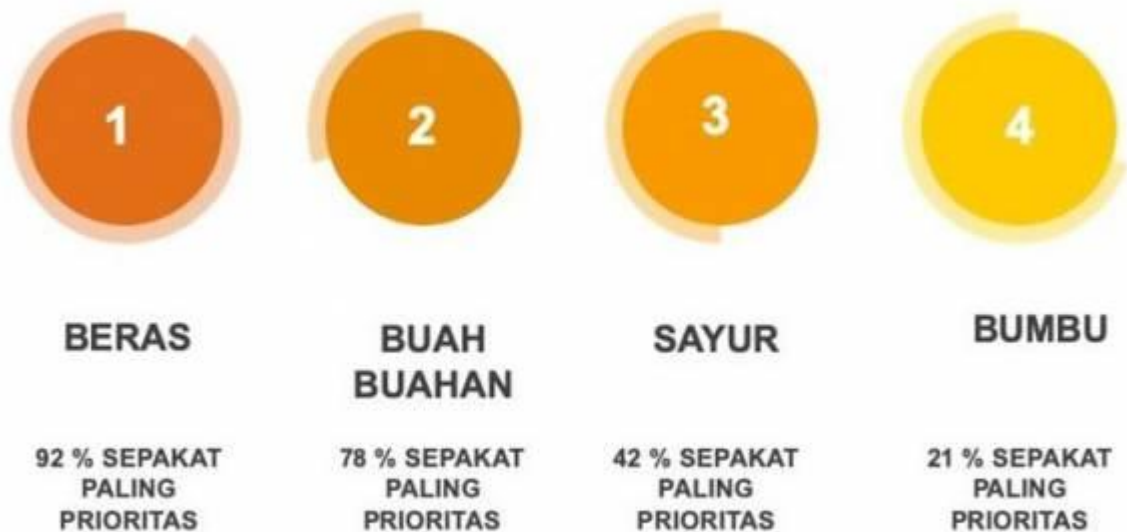 1
2
3
4
BERAS
BUAH
BUAHAN
SAYUR
BUMBU
92 % SEPAKAT
PALING
PRIORITAS
78 % SEPAKAT
PALING
PRIORITAS
42 % SEPAKAT
PALING
PRIORITAS
21 % SEPAKAT
PALING
PRIORITAS